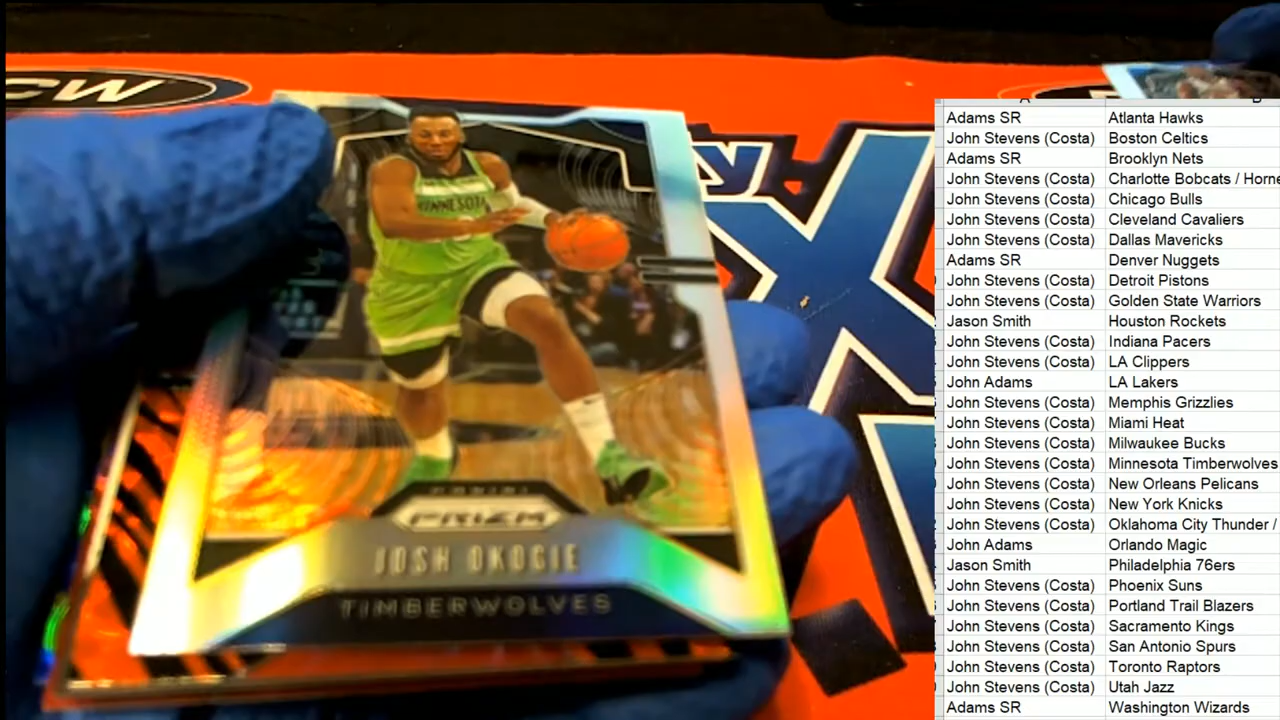 CW
MINNESOTA
PANINI
PRIZM
JOSH OKOGIE
TIMBERWOLVES
A B
Adams SR Atlanta Hawks
John Stevens (Costa) Boston Celtics
Adams SR Brooklyn Nets
John Stevens (Costa) Charlotte Bobcats / Horne
John Stevens (Costa) Chicago Bulls
John Stevens (Costa) Cleveland Cavaliers
John Stevens (Costa) Dallas Mavericks
Adams SR Denver Nuggets
John Stevens (Costa) Detroit Pistons
John Stevens (Costa) Golden State Warriors
Jason Smith Houston Rockets
John Stevens (Costa) Indiana Pacers
John Stevens (Costa) LA Clippers
John Adams LA Lakers
John Stevens (Costa) Memphis Grizzlies
John Stevens (Costa) Miami Heat
John Stevens (Costa) Milwaukee Bucks
John Stevens (Costa) Minnesota Timberwolves
John Stevens (Costa) New Orleans Pelicans
John Stevens (Costa) New York Knicks
John Stevens (Costa) Oklahoma City Thunder /
John Adams Orlando Magic
Jason Smith Philadelphia 76ers
John Stevens (Costa) Phoenix Suns
John Stevens (Costa) Portland Trail Blazers
John Stevens (Costa) Sacramento Kings
John Stevens (Costa) San Antonio Spurs
John Stevens (Costa) Toronto Raptors
John Stevens (Costa) Utah Jazz
Adams SR Washington Wizards